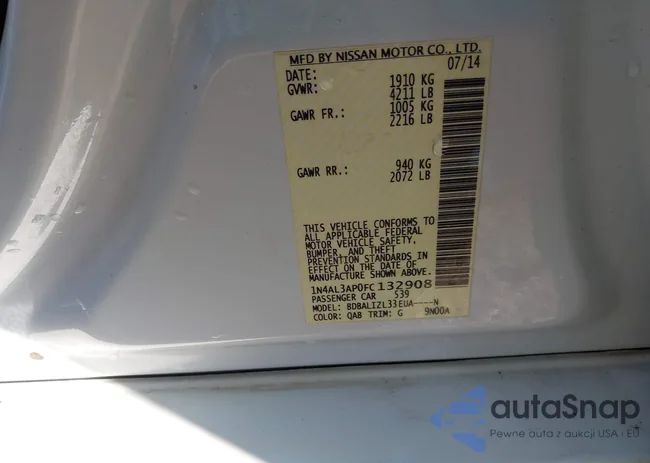 MFD BY NISSAN MOTOR CO., LTD.
DATE: 07/14
GVWR: 1910 KG
4211 LB
GAWR FR.: 1005 KG
2216 LB
GAWR RR.: 940 KG
2072 LB
THIS VEHICLE CONFORMS TO
ALL APPLICABLE FEDERAL
MOTOR VEHICLE SAFETY,
BUMPER, AND THEFT
PREVENTION STANDARDS IN
EFFECT ON THE DATE OF
MANUFACTURE SHOWN ABOVE.
1N4AL3AP0FC132908
PASSENGER CAR 539
MODEL: BDBALIZL33EUA----N
COLOR: QAB TRIM: G 9N00A
autaSnap
Pewne auta z aukcji USA i EU